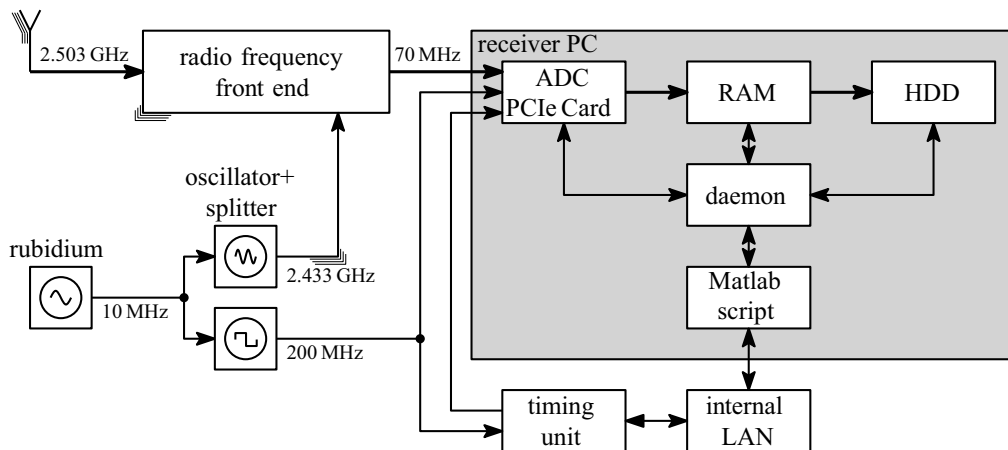 receiver PC
2.503 GHz
radio frequency
front end
70 MHz
ADC
PCIe Card
RAM
HDD
oscillator+
splitter
daemon
rubidium
2.433 GHz
10 MHz
Matlab
script
200 MHz
timing
unit
internal
LAN